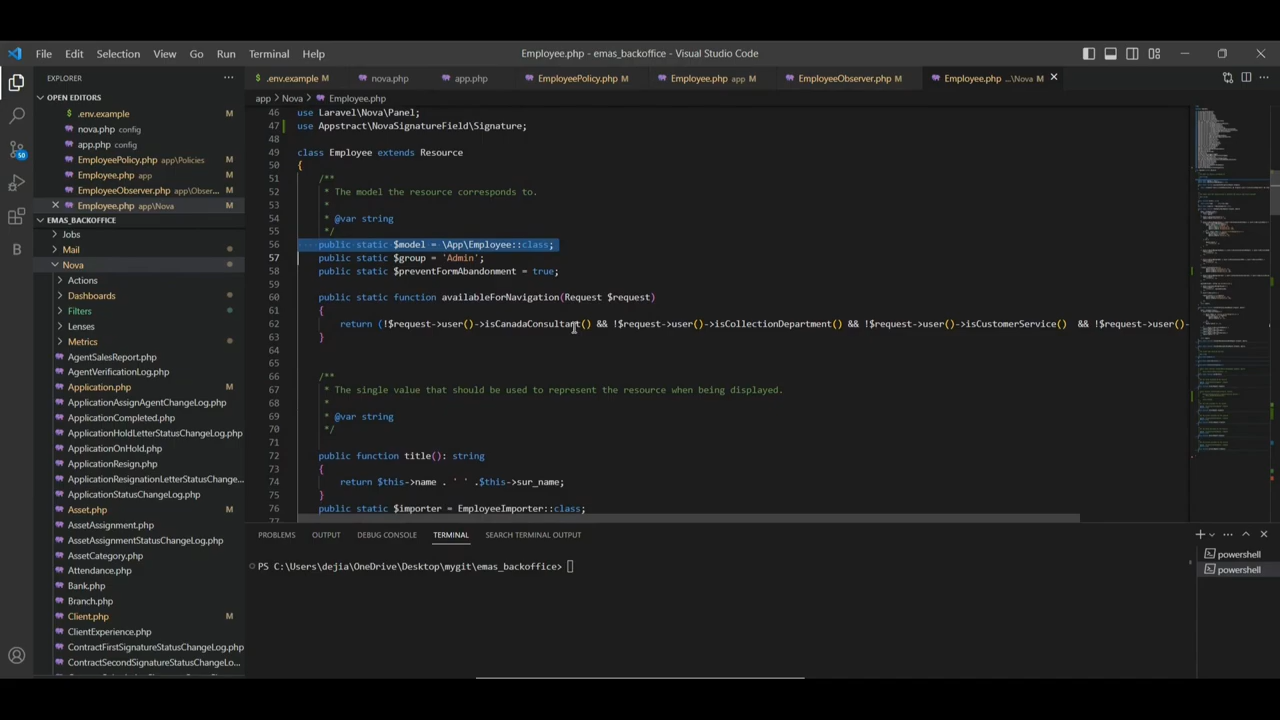 File Edit Selection View Go Run Terminal Help
Employee.php - emas_backoffice - Visual Studio Code
EXPLORER
.env.example M
nova.php
app.php
EmployeePolicy.php M
Employee.php app M
EmployeeObserver.php M
Employee.php ...\Nova M
OPEN EDITORS
.env.example M
nova.php config
app.php config
EmployeePolicy.php app\Policies
Employee.php app
EmployeeObserver.php app\Obser...
Employee.php app\Nova
EMAS_BACKOFFICE
Jobs
Mail
Nova
Actions
Dashboards
Filters
Lenses
Metrics
AgentSalesReport.php
AgentVerificationLog.php
Application.php M
ApplicationAssignAgentChangeLog.php
ApplicationCompleted.php
ApplicationHoldLetterStatusChangeLog.php
ApplicationOnHold.php
ApplicationResign.php
ApplicationResignationLetterStatusChange...
ApplicationStatusChangeLog.php
Asset.php M
AssetAssignment.php
AssetAssignmentStatusChangeLog.php
AssetCategory.php
Attendance.php
Bank.php
Branch.php
Client.php M
ClientExperience.php
ContractFirstSignatureStatusChangeLog.php
ContractSecondSignatureStatusChangeLo...
50
app > Nova > Employee.php
46 use Laravel\Nova\Panel;
47 use Appstract\NovaSignatureField\Signature;
48
49 class Employee extends Resource
50 {
51 /**
52 * The model the resource corresponds to.
53 *
54 * @var string
55 */
56 public static $model = \App\Employee::class;
57 public static $group = 'Admin';
58 public static $preventFormAbandonment = true;
59
60 public static function availableForNavigation(Request $request)
61 {
62 return (!$request->user()->isCanadaConsultant() && !$request->user()->isCollectionDepartment() && !$request->user()->isCustomerService() && !$request->user()-
63 }
64
65
66 /**
67 * The single value that should be used to represent the resource when being displayed.
68 *
69 * @var string
70 */
71
72 public function title(): string
73 {
74 return $this->name . ' ' .$this->sur_name;
75 }
76 public static $importer = EmployeeImporter::class;
77
PROBLEMS OUTPUT DEBUG CONSOLE TERMINAL SEARCH TERMINAL OUTPUT
PS C:\Users\dejia\OneDrive\Desktop\mygit\emas_backoffice>
powershell
powershell